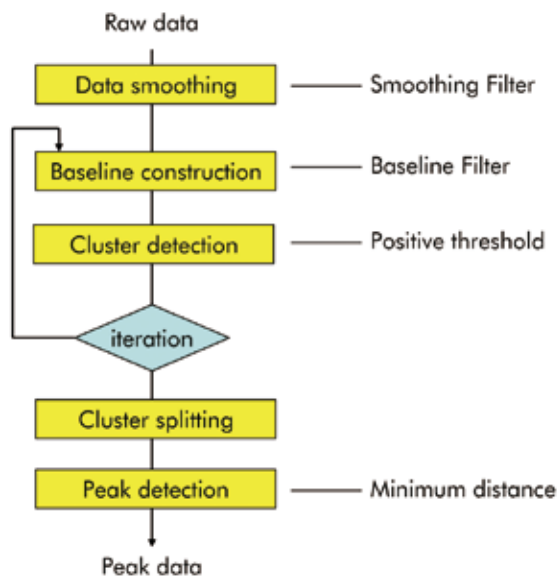 Raw data
Data smoothing
Smoothing Filter
Baseline construction
Baseline Filter
Cluster detection
Positive threshold
iteration
Cluster splitting
Peak detection
Minimum distance
Peak data